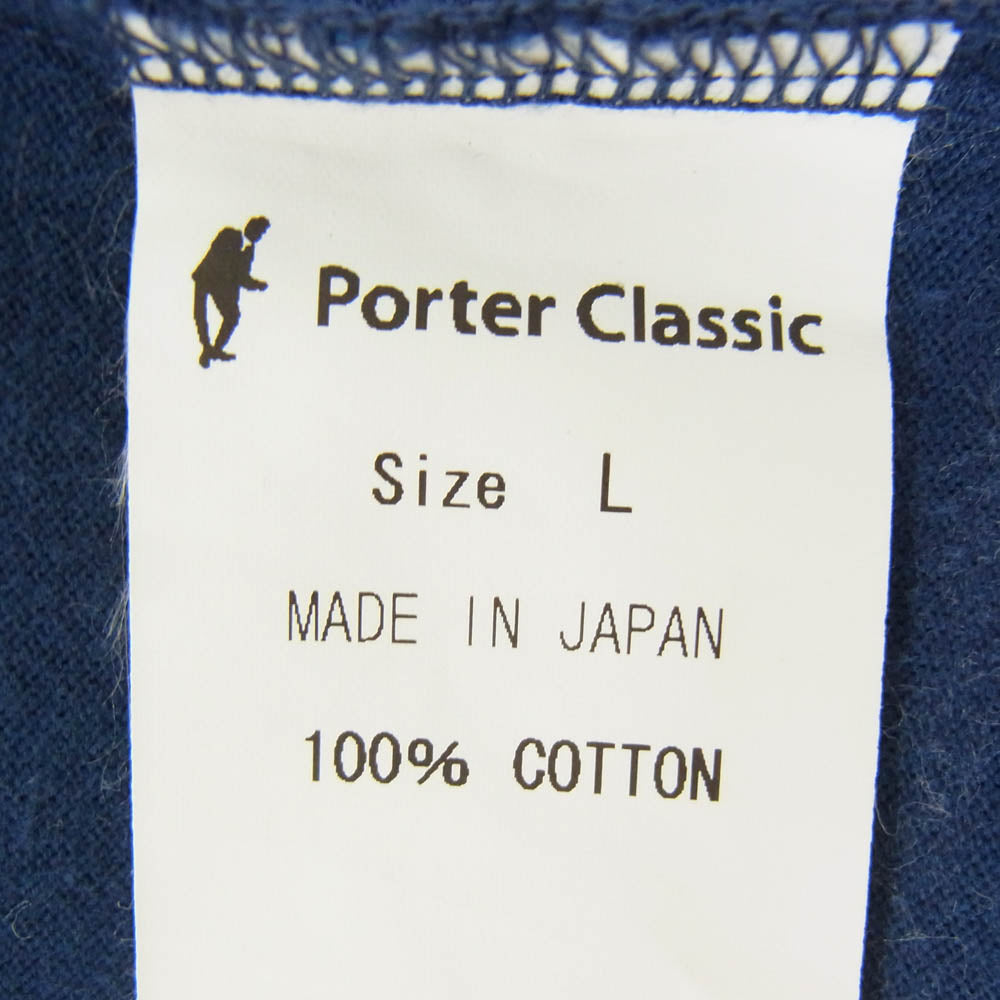 Porter Classic
Size L
MADE IN JAPAN
100% COTTON